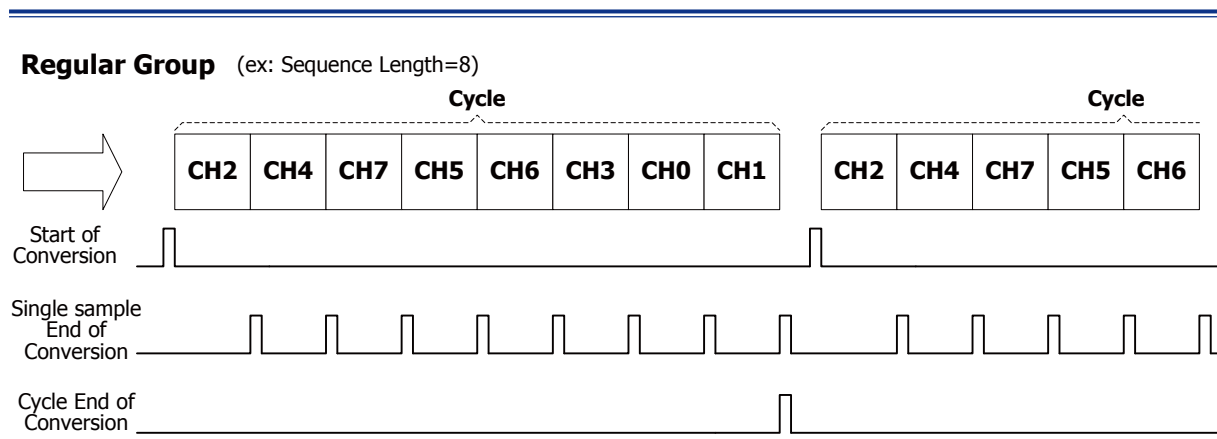 Regular Group (ex: Sequence Length=8)
Cycle Cycle
CH2 CH4 CH7 CH5 CH6 CH3 CH0 CH1 CH2 CH4 CH7 CH5 CH6
Start of
Conversion
Single sample
End of
Conversion
Cycle End of
Conversion